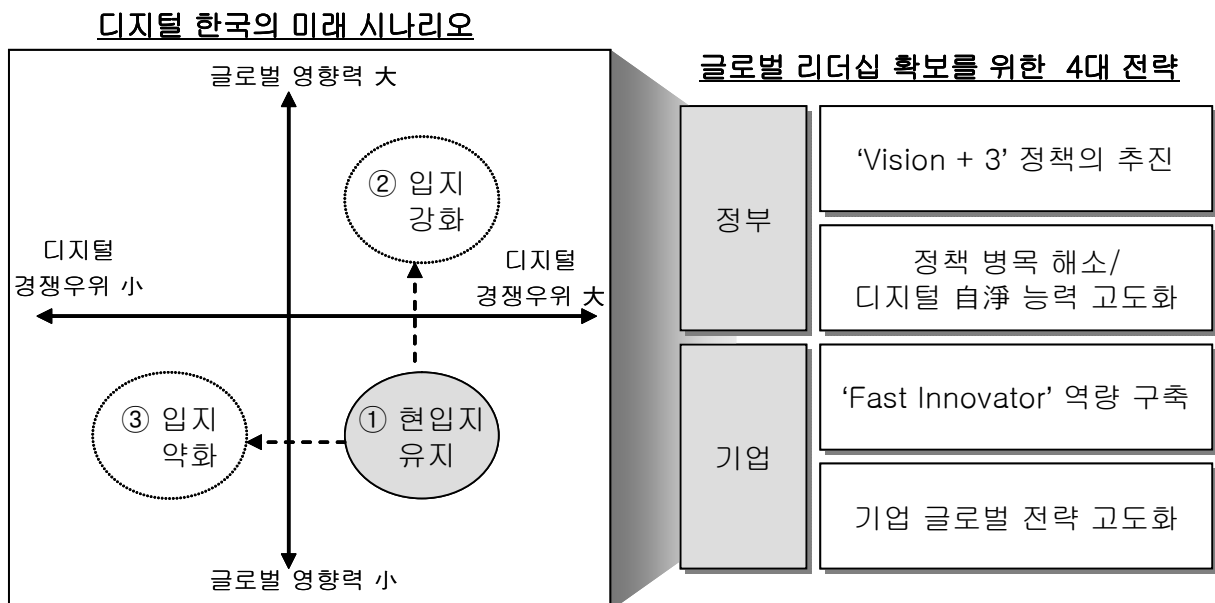 디지털 한국의 미래 시나리오
글로벌 영향력 大
② 입지
강화
디지털
경쟁우위 小
디지털
경쟁우위 大
③ 입지
약화
① 현입지
유지
글로벌 영향력 小
글로벌 리더십 확보를 위한 4대 전략
정부
‘Vision + 3’ 정책의 추진
정책 병목 해소/
디지털 自淨 능력 고도화
기업
‘Fast Innovator’ 역량 구축
기업 글로벌 전략 고도화